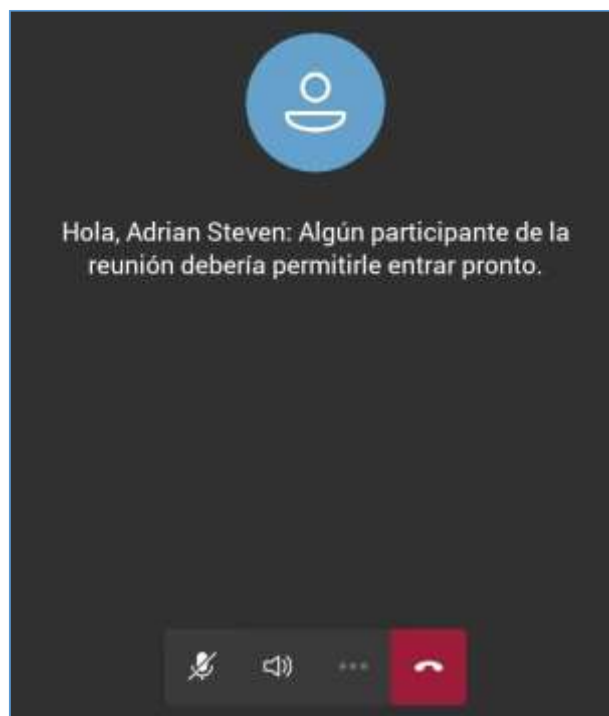 Hola, Adrian Steven: Algún participante de la
reunión debería permitirle entrar pronto.